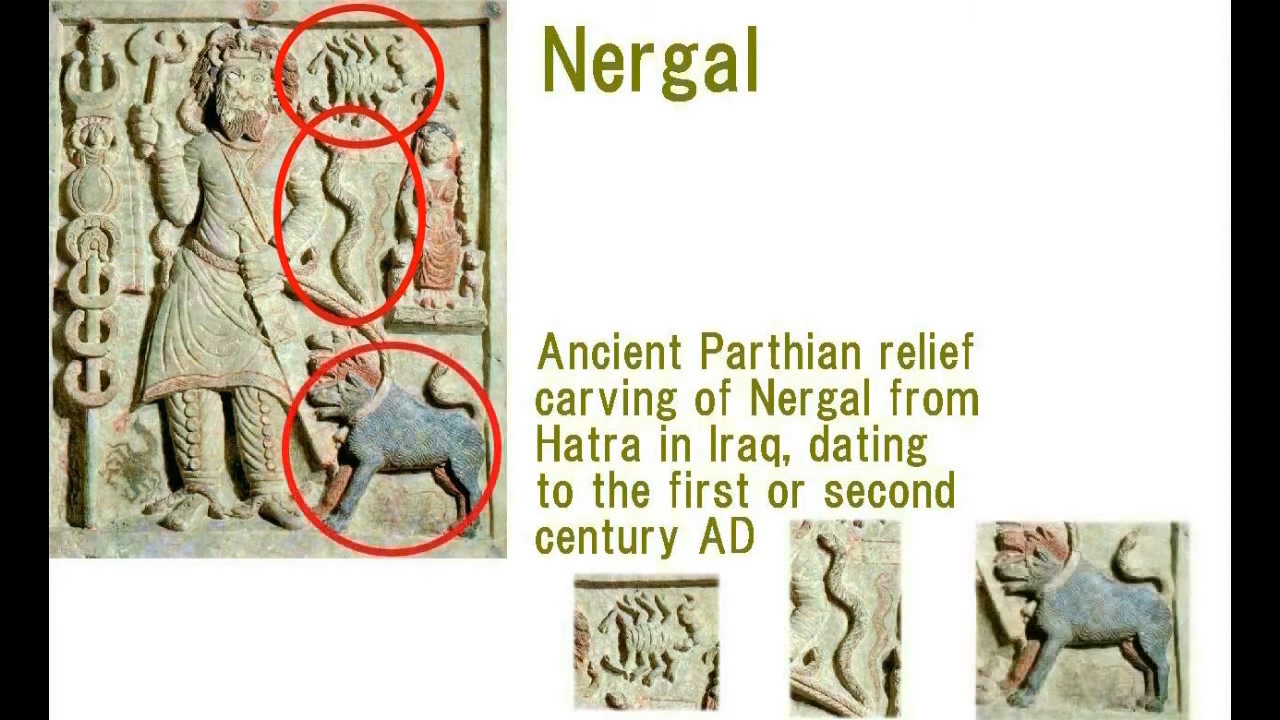 Nergal
Ancient Parthian relief
carving of Nergal from
Hatra in Iraq, dating
to the first or second
century AD